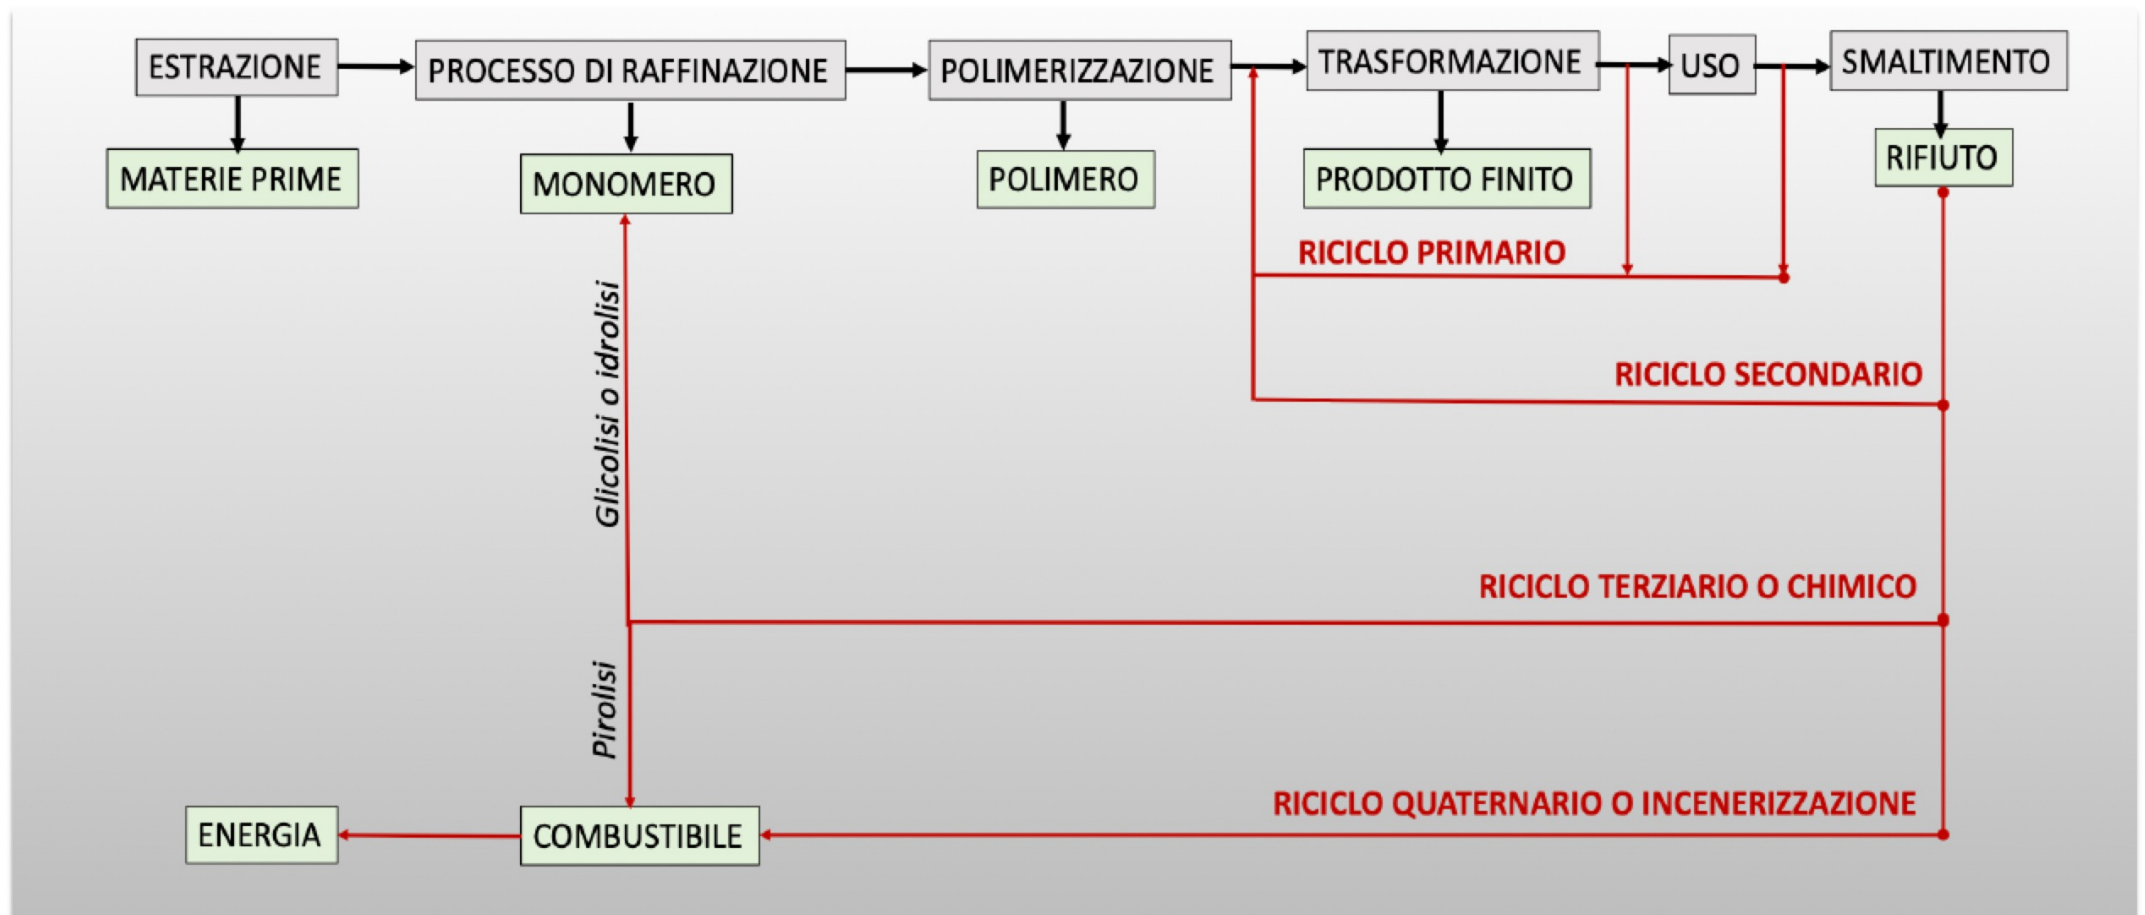 ESTRAZIONE
PROCESSO DI RAFFINAZIONE
POLIMERIZZAZIONE
TRASFORMAZIONE
USO
SMALTIMENTO
MATERIE PRIME
MONOMERO
POLIMERO
PRODOTTO FINITO
RIFIUTO
RICICLO PRIMARIO
RICICLO SECONDARIO
Glicolisi o idrolisi
RICICLO TERZIARIO O CHIMICO
Pirolisi
RICICLO QUATERNARIO O INCENERIZZAZIONE
ENERGIA
COMBUSTIBILE